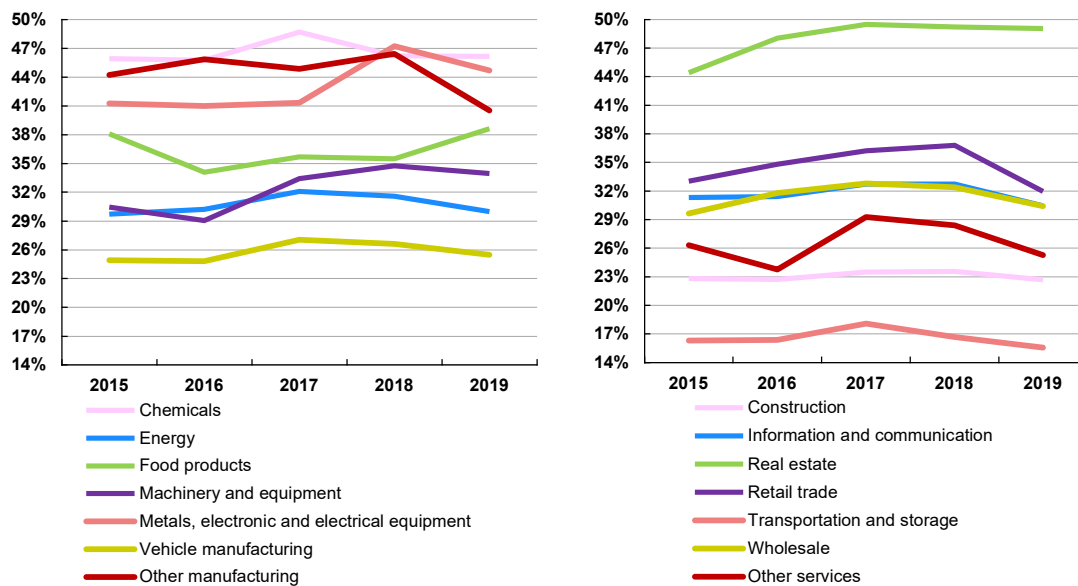 50%
47%
44%
41%
38%
35%
32%
29%
26%
23%
20%
17%
14%
2015 2016 2017 2018 2019
Chemicals
Energy
Food products
Machinery and equipment
Metals, electronic and electrical equipment
Vehicle manufacturing
Other manufacturing
50%
47%
44%
41%
38%
35%
32%
29%
26%
23%
20%
17%
14%
2015 2016 2017 2018 2019
Construction
Information and communication
Real estate
Retail trade
Transportation and storage
Wholesale
Other services